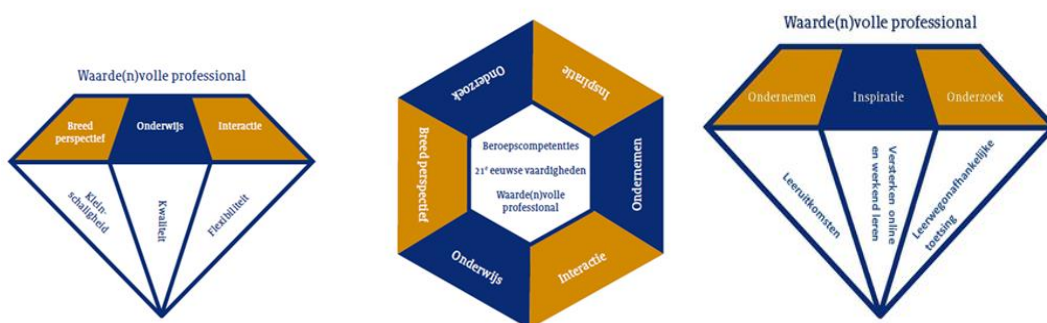 Waarde(n)volle professional
Breed
perspectief
Onderwijs
Interactie
Klein-
schaligheid
Kwaliteit
Flexibiliteit
Onderzoek
Inspiratie
Breed perspectief
Ondernemen
Onderwijs
Interactie
Beroepscompetenties
21e eeuwse vaardigheden
Waarde(n)volle
professional
Waarde(n)volle professional
Ondernemen
Inspiratie
Onderzoek
Leeruitkomsten
Versterken online
en werkend leren
Leerwegonafhankelijke
toetsing